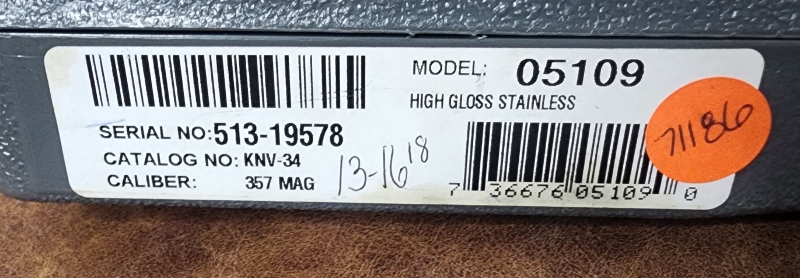 MODEL: 05109
HIGH GLOSS STAINLESS
SERIAL NO:513-19578
CATALOG NO: KNV-34
CALIBER: 357 MAG
13-16 18
7 36676 05109 0
71186